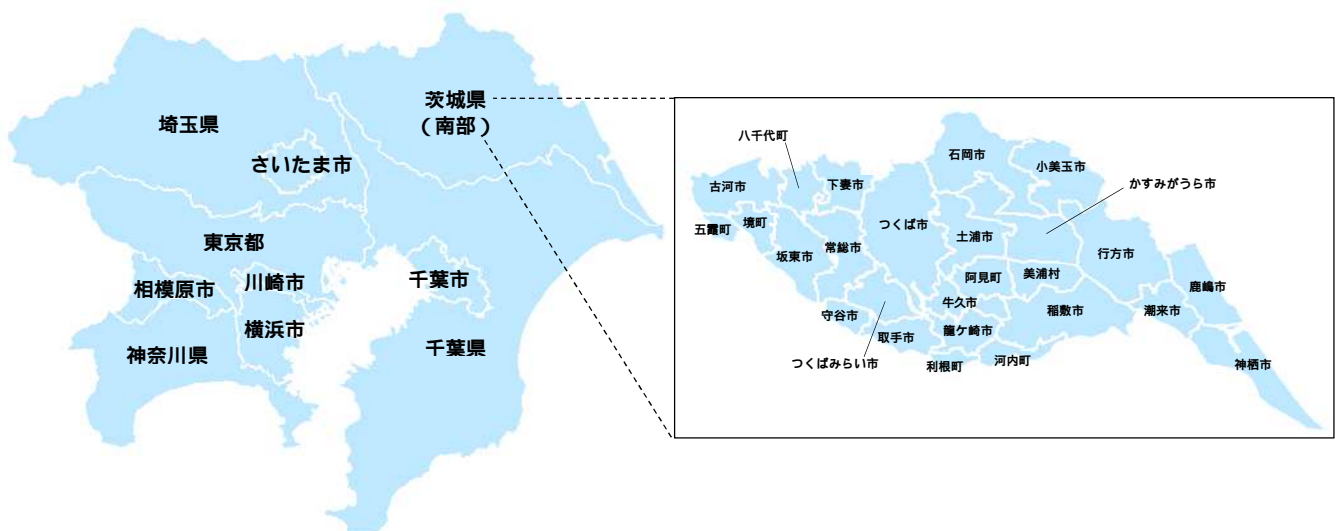 埼玉県
さいたま市
茨城県
(南部)
東京都
相模原市
川崎市
横浜市
神奈川県
千葉市
千葉県
八千代町
石岡市
小美玉市
かすみがうら市
古河市
下妻市
五霞町
境町
坂東市
常総市
つくば市
土浦市
行方市
阿見町
美浦村
鹿嶋市
守谷市
牛久市
稲敷市
潮来市
取手市
龍ケ崎市
つくばみらい市
利根町
河内町
神栖市